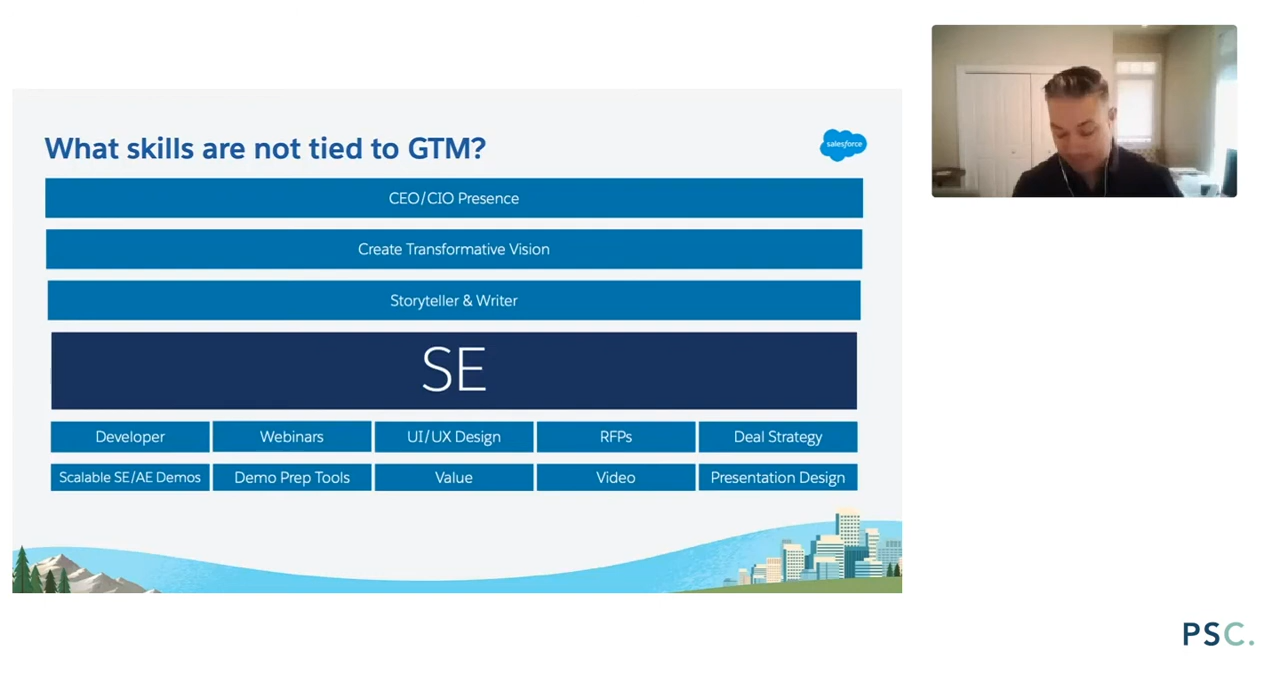 What skills are not tied to GTM?
salesforce
CEO/CIO Presence
Create Transformative Vision
Storyteller & Writer
SE
Developer
Webinars
UI/UX Design
RFPs
Deal Strategy
Scalable SE/AE Demos
Demo Prep Tools
Value
Video
Presentation Design
PSC.